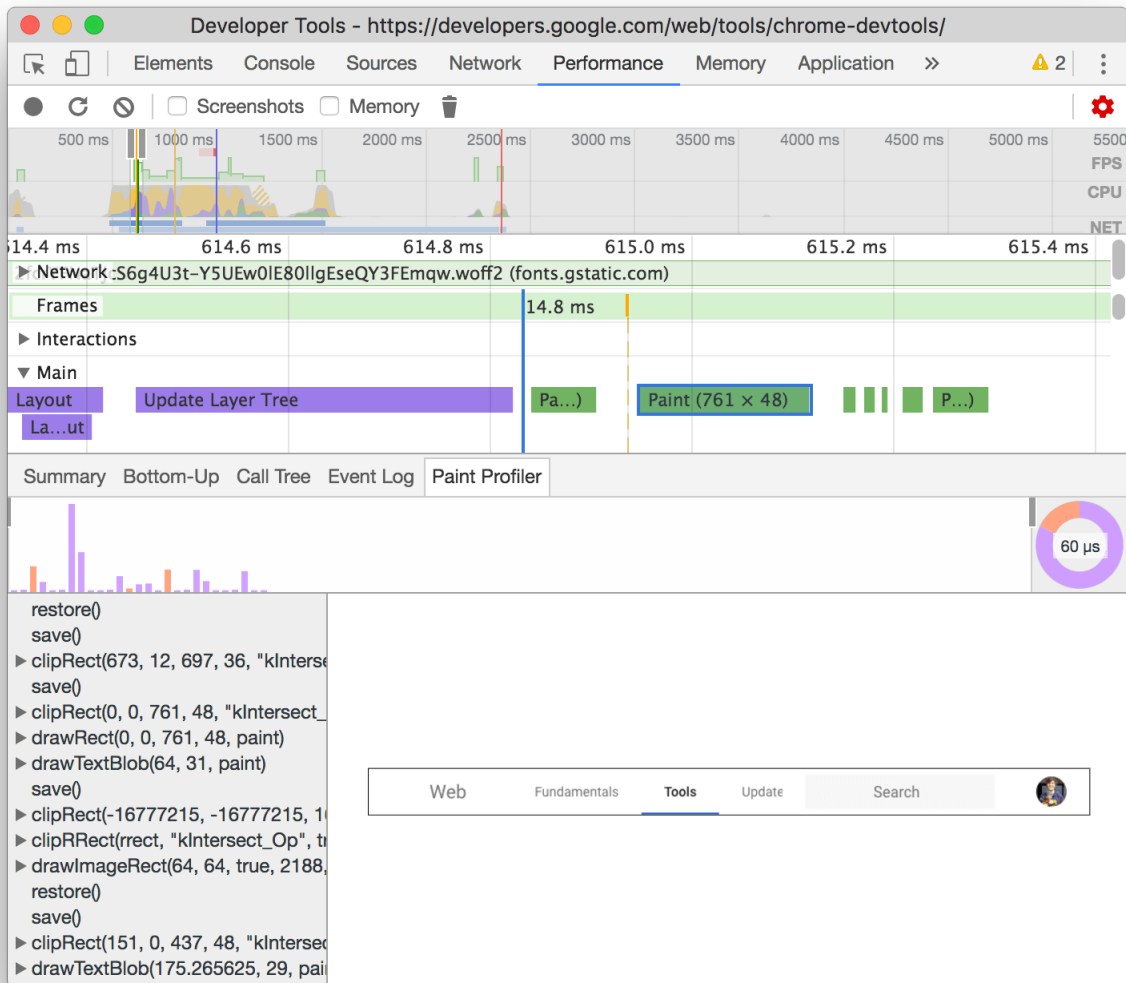 Developer Tools - https://developers.google.com/web/tools/chrome-devtools/
Elements Console Sources Network Performance Memory Application » 2
Screenshots Memory
500 ms 1000 ms 1500 ms 2000 ms 2500 ms 3000 ms 3500 ms 4000 ms 4500 ms 5000 ms 5500
FPS
CPU
NET
614.4 ms 614.6 ms 614.8 ms 615.0 ms 615.2 ms 615.4 ms
Network :S6g4U3t-Y5UEw0lE80llgEseQY3FEmqw.woff2 (fonts.gstatic.com)
Frames 14.8 ms
Interactions
Main
Layout Update Layer Tree Pa...) Paint (761 × 48) P...)
La...ut
Summary Bottom-Up Call Tree Event Log Paint Profiler
60 µs
restore()
save()
clipRect(673, 12, 697, 36, "kInterse
save()
clipRect(0, 0, 761, 48, "kIntersect_
drawRect(0, 0, 761, 48, paint)
drawTextBlob(64, 31, paint)
save()
clipRect(-16777215, -16777215, 1
clipRRect(rrect, "kIntersect_Op", tr
drawImageRect(64, 64, true, 2188,
restore()
save()
clipRect(151, 0, 437, 48, "kIntersec
drawTextBlob(175.265625, 29, pai
Web Fundamentals Tools Update Search